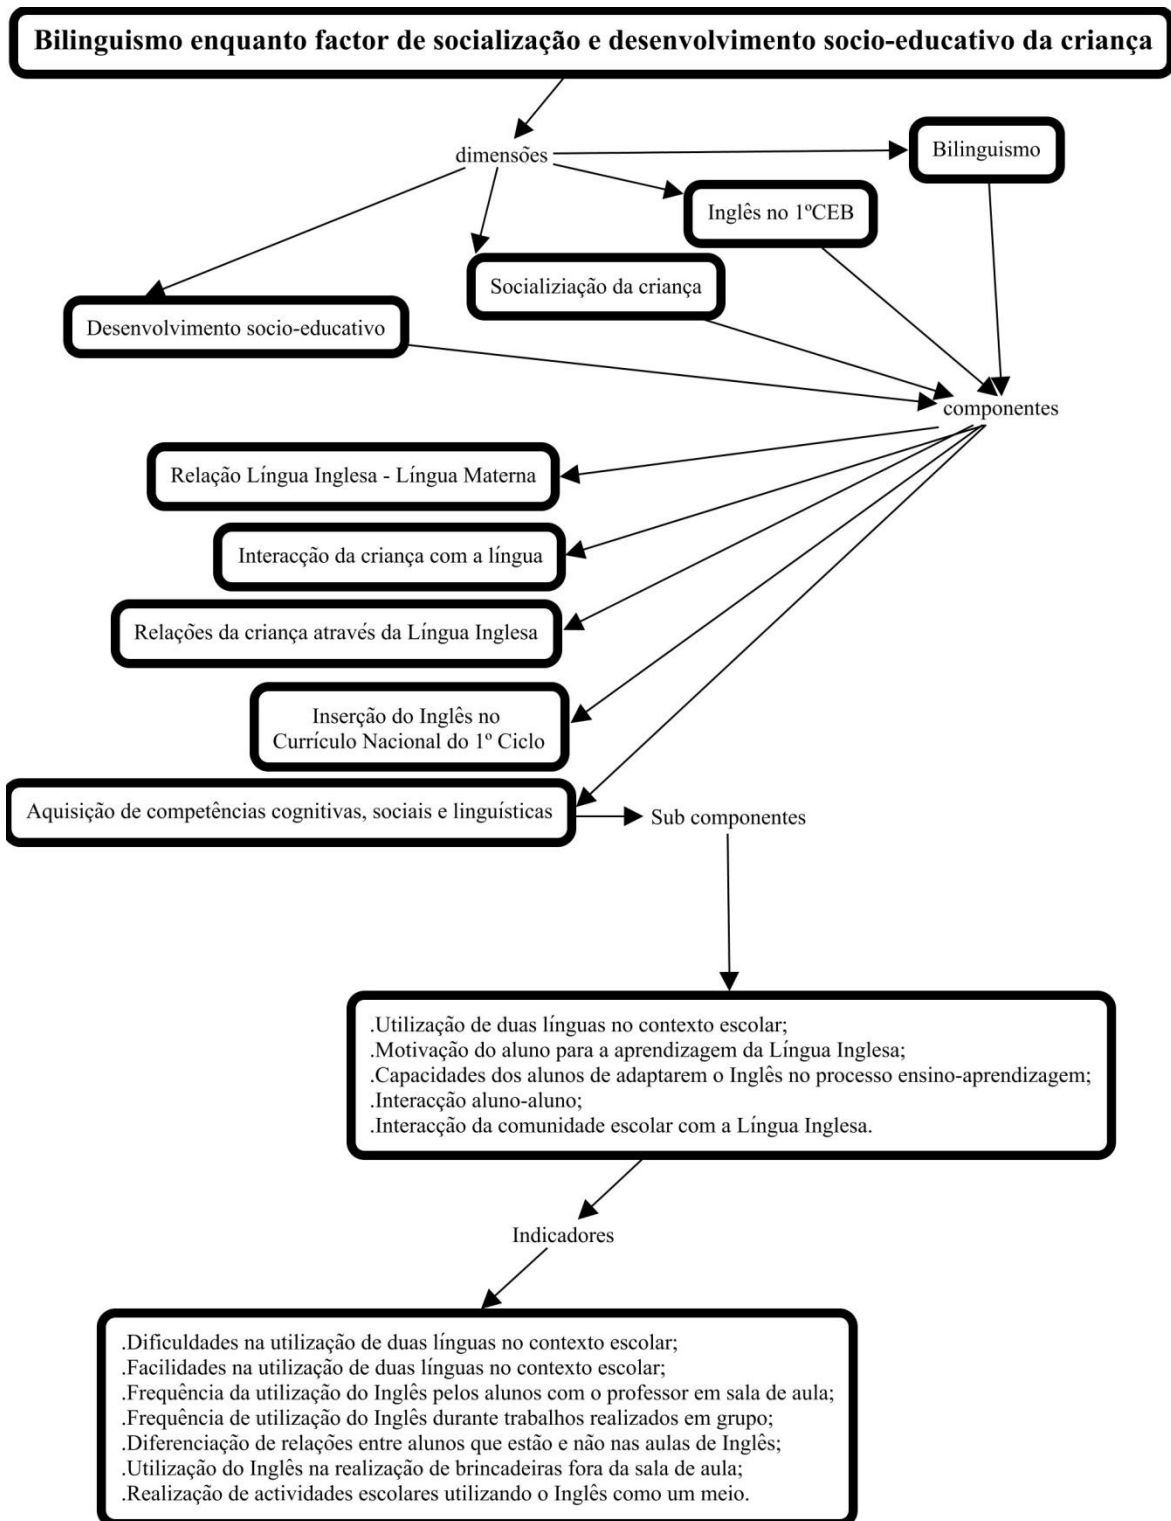 Bilinguismo enquanto factor de socialização e desenvolvimento socio-educativo da criança
dimensões
Bilinguismo
Inglês no 1ºCEB
Socializiação da criança
Desenvolvimento socio-educativo
componentes
Relação Língua Inglesa - Língua Materna
Interacção da criança com a língua
Relações da criança através da Língua Inglesa
Inserção do Inglês no
Currículo Nacional do 1º Ciclo
Aquisição de competências cognitivas, sociais e linguísticas
Sub componentes
.Utilização de duas línguas no contexto escolar;
.Motivação do aluno para a aprendizagem da Língua Inglesa;
.Capacidades dos alunos de adaptarem o Inglês no processo ensino-aprendizagem;
.Interacção aluno-aluno;
.Interacção da comunidade escolar com a Língua Inglesa.
Indicadores
.Dificuldades na utilização de duas línguas no contexto escolar;
.Facilidades na utilização de duas línguas no contexto escolar;
.Frequência da utilização do Inglês pelos alunos com o professor em sala de aula;
.Frequência de utilização do Inglês durante trabalhos realizados em grupo;
.Diferenciação de relações entre alunos que estão e não nas aulas de Inglês;
.Utilização do Inglês na realização de brincadeiras fora da sala de aula;
.Realização de actividades escolares utilizando o Inglês como um meio.